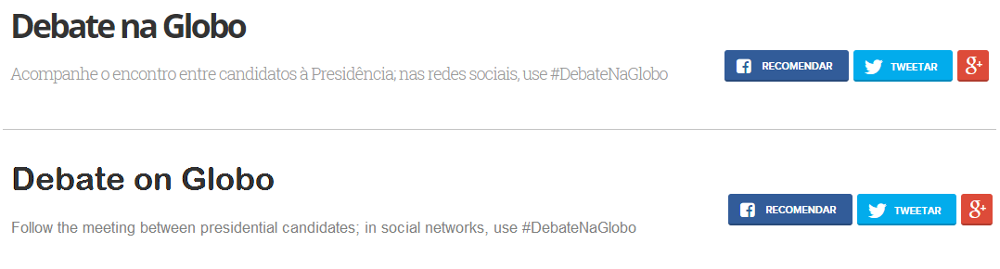 Debate na Globo
Acompanhe o encontro entre candidatos à Presidência; nas redes sociais, use #DebateNaGlobo
RECOMENDAR
TWEETAR
g+
Debate on Globo
Follow the meeting between presidential candidates; in social networks, use #DebateNaGlobo
RECOMENDAR
TWEETAR
g+